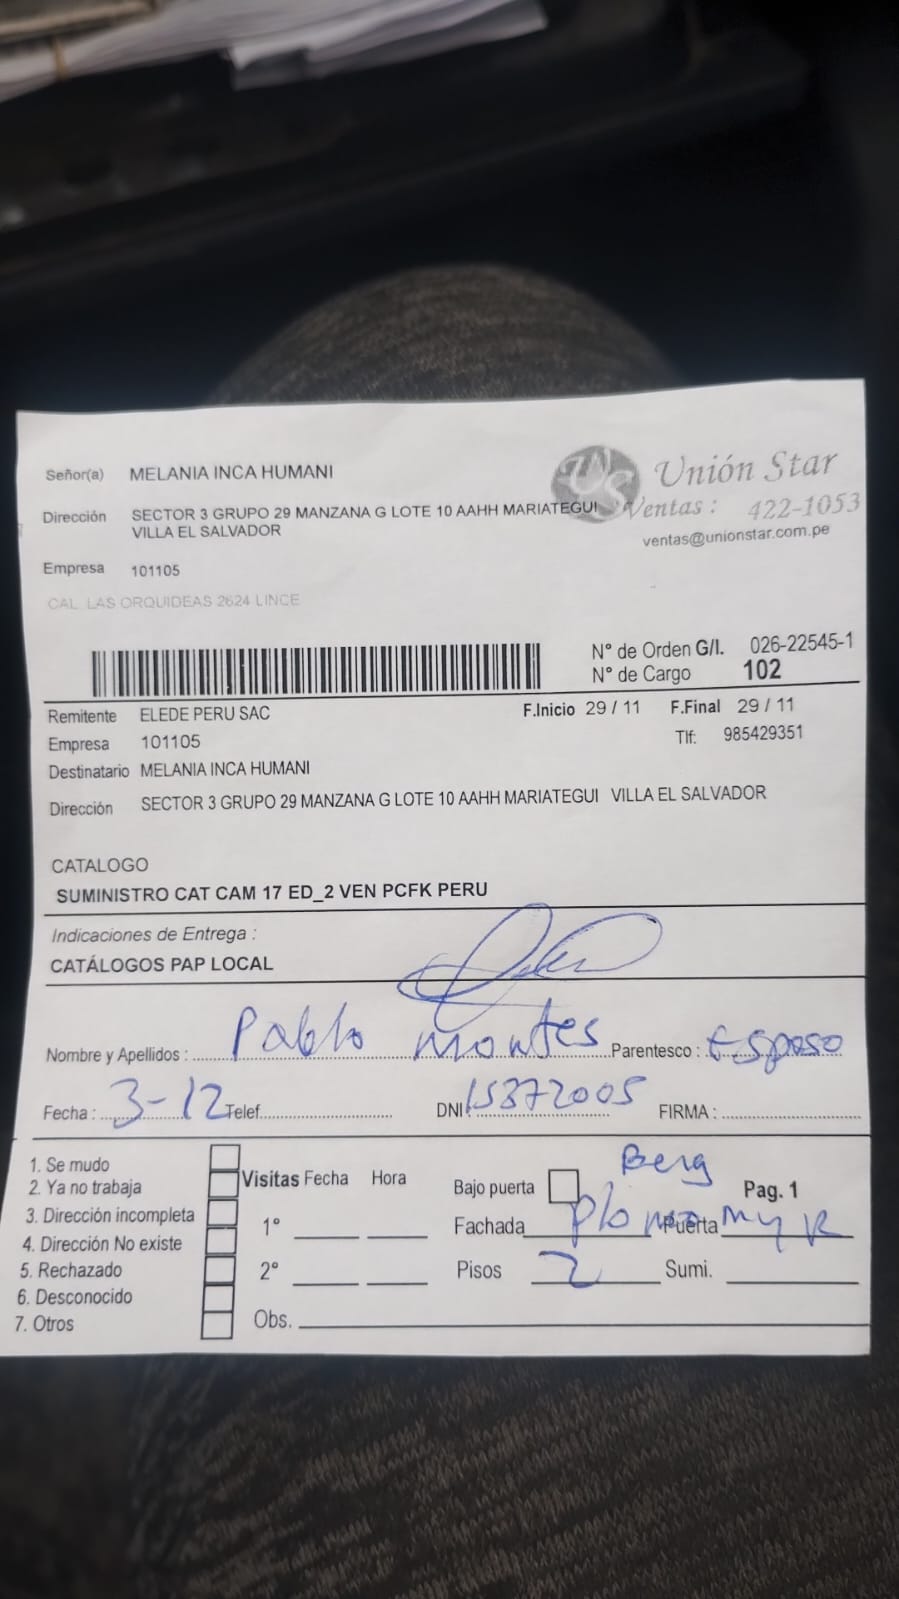 Señor(a) MELANIA INCA HUMANI
Unión Star
Dirección SECTOR 3 GRUPO 29 MANZANA G LOTE 10 AAHH MARIATEGUI
VILLA EL SALVADOR
Ventas: 422-1053
ventas@unionstar.com.pe
Empresa 101105
CAL. LAS ORQUIDEAS 2624 LINCE
N° de Orden G/I. 026-22545-1
N° de Cargo 102
Remitente ELEDE PERU SAC F.Inicio 29 / 11 F.Final 29 / 11
Empresa 101105 Tlf: 985429351
Destinatario MELANIA INCA HUMANI
Dirección SECTOR 3 GRUPO 29 MANZANA G LOTE 10 AAHH MARIATEGUI VILLA EL SALVADOR
CATALOGO
SUMINISTRO CAT CAM 17 ED_2 VEN PCFK PERU
Indicaciones de Entrega :
CATÁLOGOS PAP LOCAL
Nombre y Apellidos : Pablo Montes Parentesco : Esposo
Fecha : 3-12 Telef. DNI 15372005 FIRMA :
1. Se mudo
2. Ya no trabaja
3. Dirección incompleta
4. Dirección No existe
5. Rechazado
6. Desconocido
7. Otros
Visitas Fecha Hora
1°
2°
Obs.
Bajo puerta Berg Pag. 1
Fachada Plomo Puerta
Pisos 2 Sumi.